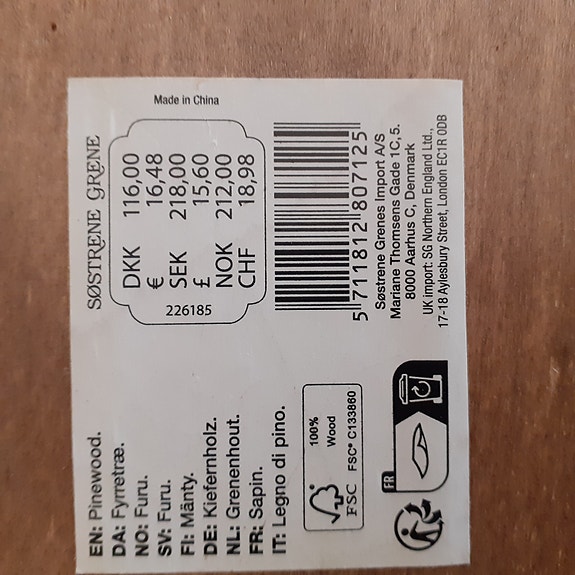 Made in China
SØSTRENE GRENE
DKK 116,00
€ 16,48
SEK 218,00
£ 15,60
NOK 212,00
CHF 18,98
226185
5 711812 807125
Søstrene Grenes Import A/S
Mariane Thomsens Gade 1C, 5.
8000 Aarhus C, Denmark
UK import: SG Northern England Ltd.,
17-18 Aylesbury Street, London EC1R 0DB
EN: Pinewood.
DA: Fyrretræ.
NO: Furu.
SV: Furu.
FI: Mänty.
DE: Kiefernholz.
NL: Grenenhout.
FR: Sapin.
IT: Legno di pino.
FSC
100%
Wood
FSC® C133860
FR